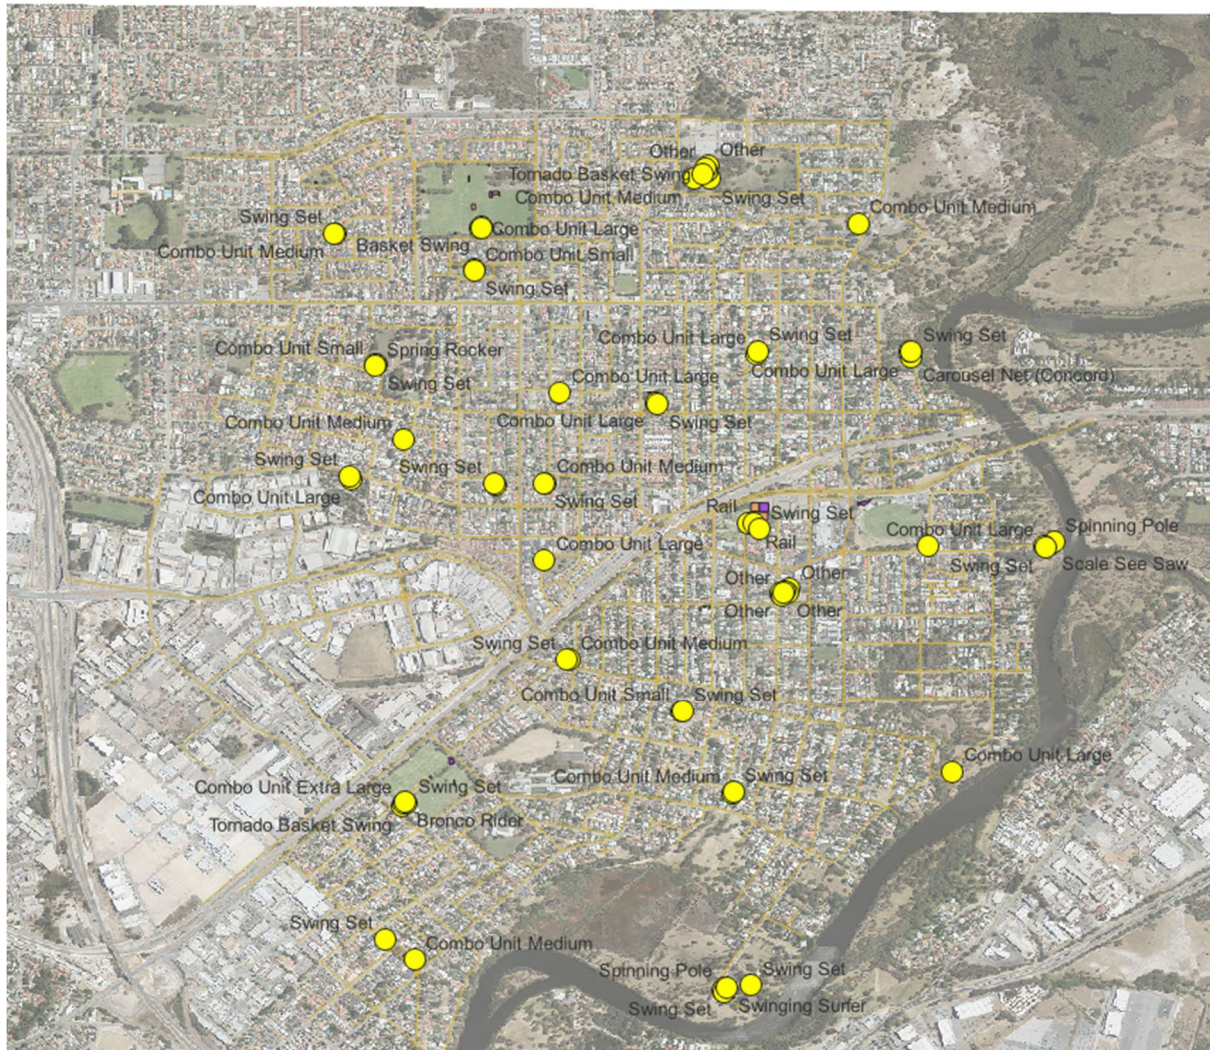 Other
Other
Tornado Basket Swing
Combo Unit Medium
Swing Set
Combo Unit Medium
Swing Set
Combo Unit Large
Basket Swing
Combo Unit Medium
Combo Unit Small
Swing Set
Combo Unit Large
Swing Set
Swing Set
Combo Unit Small
Spring Rocker
Combo Unit Large
Carousel Net (Concord)
Swing Set
Combo Unit Large
Combo Unit Medium
Combo Unit Large
Swing Set
Swing Set
Swing Set
Combo Unit Medium
Combo Unit Large
Swing Set
Rail
Swing Set
Combo Unit Large
Spinning Pole
Rail
Combo Unit Large
Swing Set
Scale See Saw
Other
Other
Other
Other
Swing Set
Combo Unit Medium
Combo Unit Small
Swing Set
Combo Unit Large
Combo Unit Medium
Swing Set
Combo Unit Extra Large
Swing Set
Tornado Basket Swing
Bronco Rider
Swing Set
Combo Unit Medium
Spinning Pole
Swing Set
Swing Set
Swinging Surfer